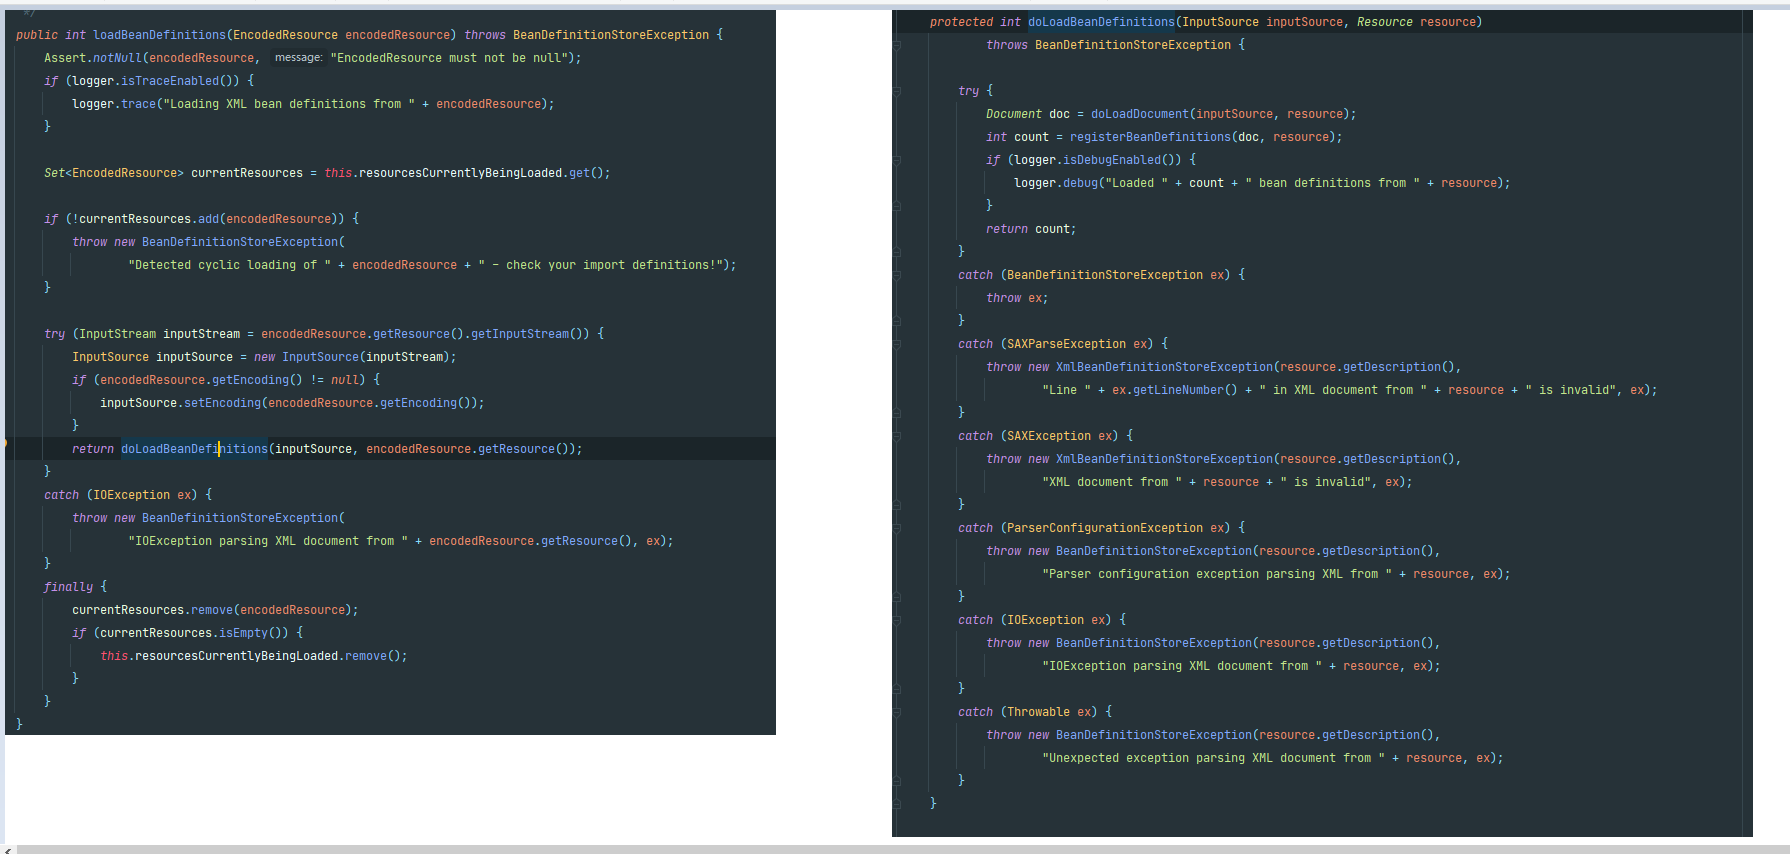 */
public int loadBeanDefinitions(EncodedResource encodedResource) throws BeanDefinitionStoreException {
Assert.notNull(encodedResource, message: "EncodedResource must not be null");
if (logger.isTraceEnabled()) {
logger.trace("Loading XML bean definitions from " + encodedResource);
}
Set<EncodedResource> currentResources = this.resourcesCurrentlyBeingLoaded.get();
if (!currentResources.add(encodedResource)) {
throw new BeanDefinitionStoreException(
"Detected cyclic loading of " + encodedResource + " - check your import definitions!");
}
try (InputStream inputStream = encodedResource.getResource().getInputStream()) {
InputSource inputSource = new InputSource(inputStream);
if (encodedResource.getEncoding() != null) {
inputSource.setEncoding(encodedResource.getEncoding());
}
return doLoadBeanDefinitions(inputSource, encodedResource.getResource());
}
catch (IOException ex) {
throw new BeanDefinitionStoreException(
"IOException parsing XML document from " + encodedResource.getResource(), ex);
}
finally {
currentResources.remove(encodedResource);
if (currentResources.isEmpty()) {
this.resourcesCurrentlyBeingLoaded.remove();
}
}
}
protected int doLoadBeanDefinitions(InputSource inputSource, Resource resource)
throws BeanDefinitionStoreException {
try {
Document doc = doLoadDocument(inputSource, resource);
int count = registerBeanDefinitions(doc, resource);
if (logger.isDebugEnabled()) {
logger.debug("Loaded " + count + " bean definitions from " + resource);
}
return count;
}
catch (BeanDefinitionStoreException ex) {
throw ex;
}
catch (SAXParseException ex) {
throw new XmlBeanDefinitionStoreException(resource.getDescription(),
"Line " + ex.getLineNumber() + " in XML document from " + resource + " is invalid", ex);
}
catch (SAXException ex) {
throw new XmlBeanDefinitionStoreException(resource.getDescription(),
"XML document from " + resource + " is invalid", ex);
}
catch (ParserConfigurationException ex) {
throw new BeanDefinitionStoreException(resource.getDescription(),
"Parser configuration exception parsing XML from " + resource, ex);
}
catch (IOException ex) {
throw new BeanDefinitionStoreException(resource.getDescription(),
"IOException parsing XML document from " + resource, ex);
}
catch (Throwable ex) {
throw new BeanDefinitionStoreException(resource.getDescription(),
"Unexpected exception parsing XML document from " + resource, ex);
}
}